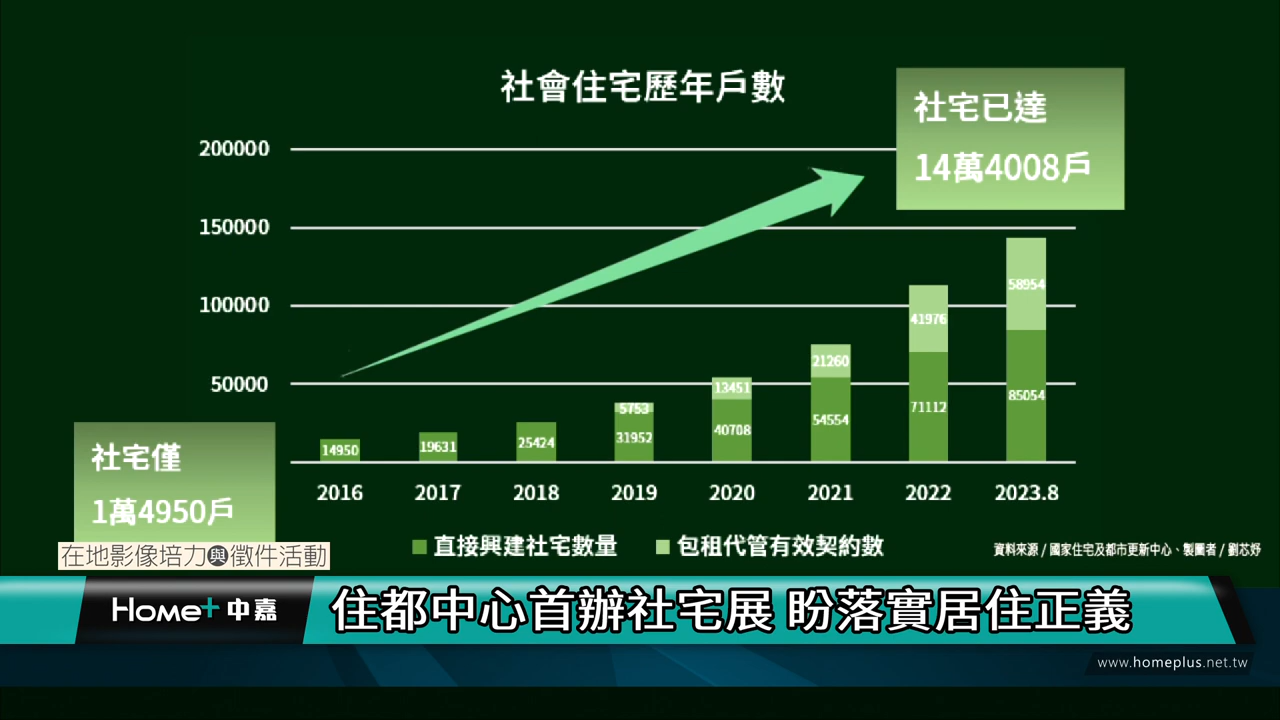 社會住宅歷年戶數
社宅已達
14萬4008戶
200000
150000
100000
50000
58954
41976
21260
13451
5753
85054
71112
54554
40708
31952
25424
19631
14950
社宅僅
1萬4950戶
2016 2017 2018 2019 2020 2021 2022 2023.8
直接興建社宅數量 包租代管有效契約數
資料來源 / 國家住宅及都市更新中心、製圖者 / 劉芯妤
在地影像培力與徵件活動
Home+中嘉
住都中心首辦社宅展 盼落實居住正義
www.homeplus.net.tw